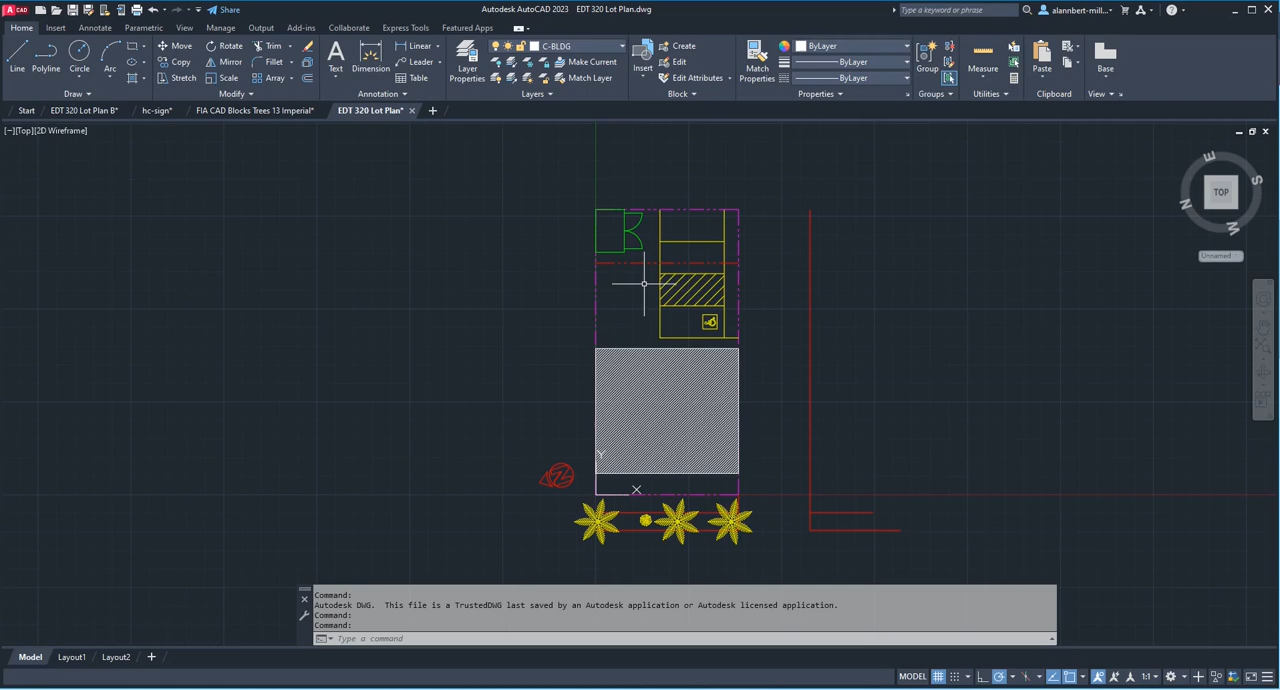 A CAD
Share
Autodesk AutoCAD 2023 EDT 320 Lot Plan.dwg
Type a keyword or phrase
alannbert-mill...
Home Insert Annotate Parametric View Manage Output Add-ins Collaborate Express Tools Featured Apps
Line
Polyline
Circle
Arc
Move
Rotate
Trim
Copy
Mirror
Fillet
Stretch
Scale
Array
Text
Dimension
Linear
Leader
Table
Layer
Properties
C-BLDG
Make Current
Match Layer
Insert
Create
Edit
Edit Attributes
Match
Properties
ByLayer
ByLayer
ByLayer
Group
Measure
Paste
Base
Draw Modify Annotation Layers Block Properties Groups Utilities Clipboard View
Start EDT 320 Lot Plan B* hc-sign* FIA CAD Blocks Trees 13 Imperial* EDT 320 Lot Plan*
[−][Top][2D Wireframe]
E
N TOP S
W
Unnamed
Y
X
Command:
Autodesk DWG. This file is a TrustedDWG last saved by an Autodesk application or Autodesk licensed application.
Command:
Command:
Type a command
Model Layout1 Layout2
MODEL
1:1